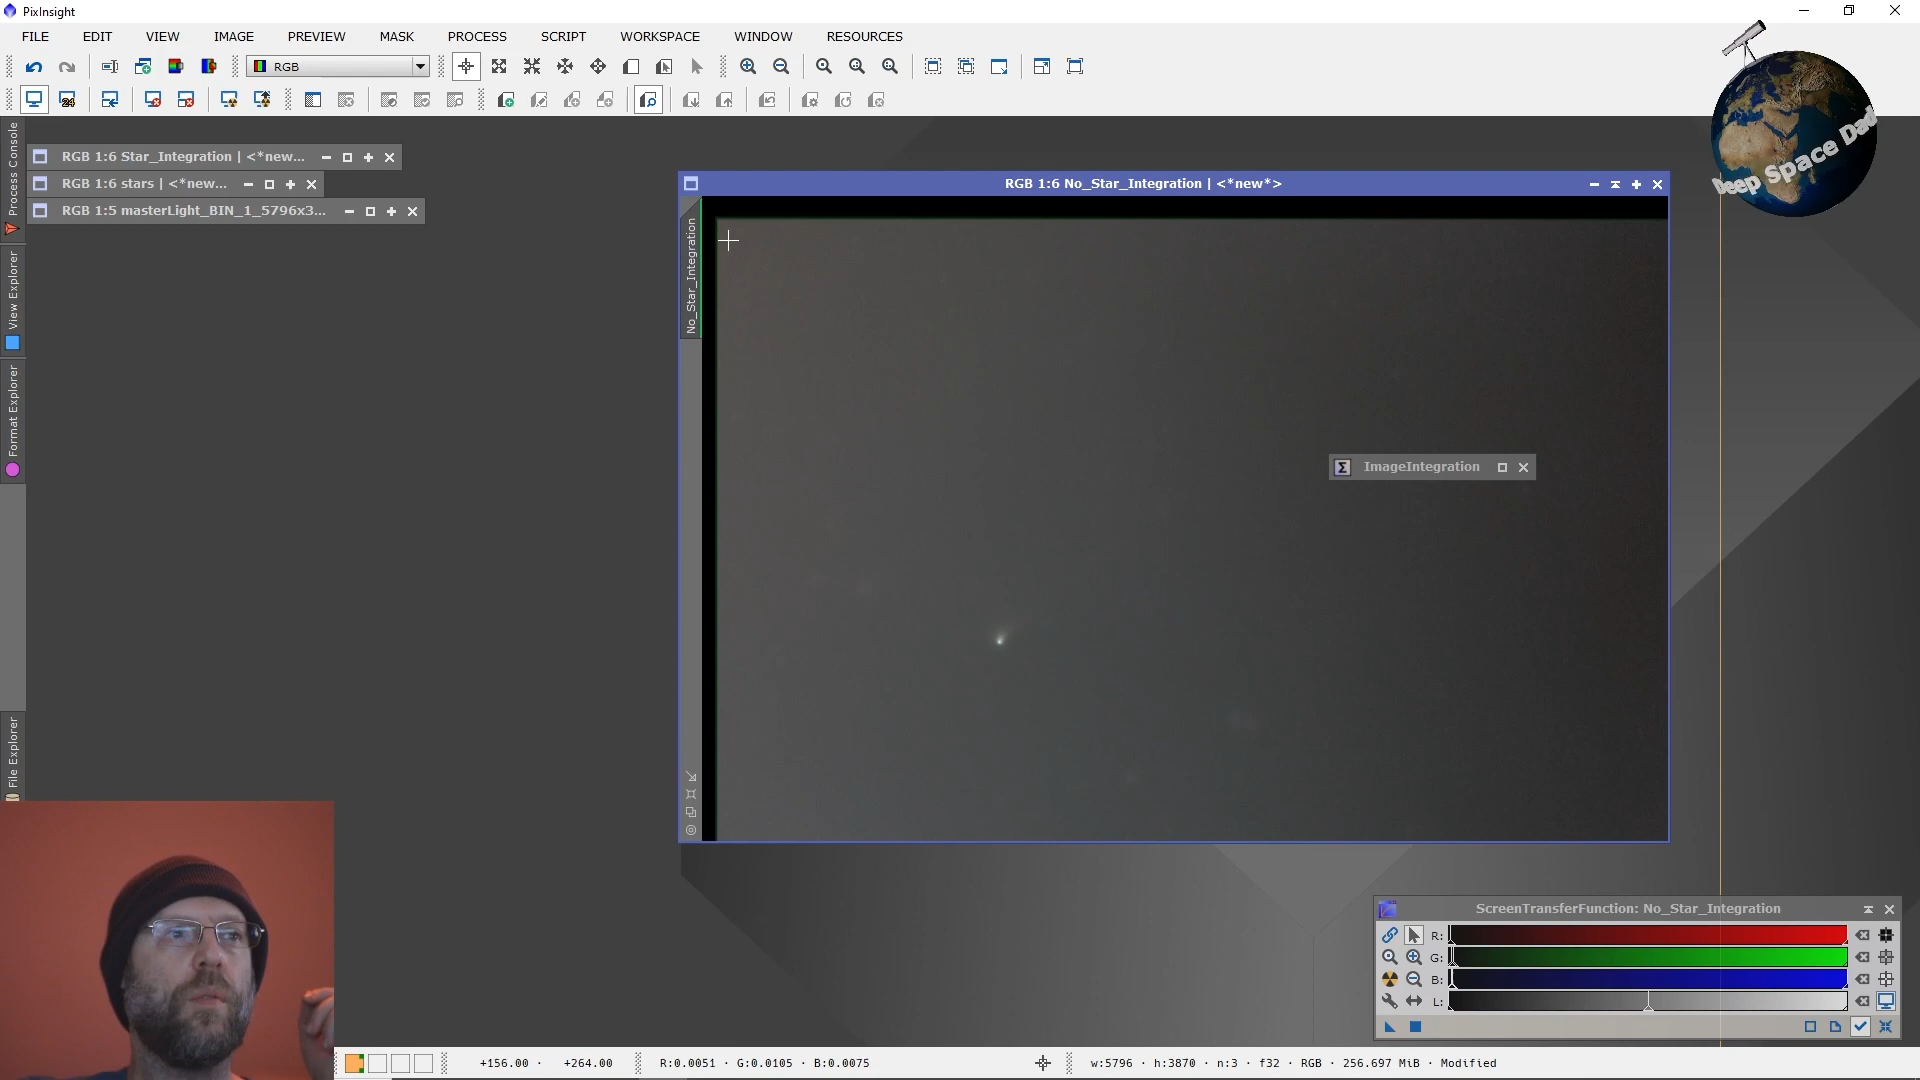 PixInsight
FILE EDIT VIEW IMAGE PREVIEW MASK PROCESS SCRIPT WORKSPACE WINDOW RESOURCES
RGB
24
Deep Space Dad
Process Console
View Explorer
Format Explorer
File Explorer
RGB 1:6 Star_Integration | <*new...
RGB 1:6 stars | <*new...
RGB 1:5 masterLight_BIN_1_5796x3...
RGB 1:6 No_Star_Integration | <*new*>
No_Star_Integration
Σ ImageIntegration
ScreenTransferFunction: No_Star_Integration
R:
G:
B:
L:
+156.00 · +264.00
R:0.0051 · G:0.0105 · B:0.0075
w:5796 · h:3870 · n:3 · f32 · RGB · 256.697 MiB · Modified